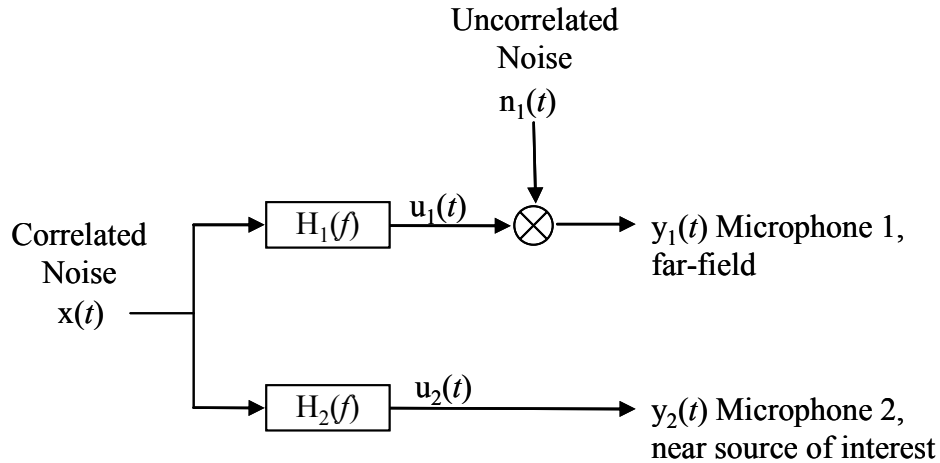 Uncorrelated
Noise
n₁(t)
H₁(f)
u₁(t)
y₁(t) Microphone 1,
far-field
Correlated
Noise
x(t)
H₂(f)
u₂(t)
y₂(t) Microphone 2,
near source of interest